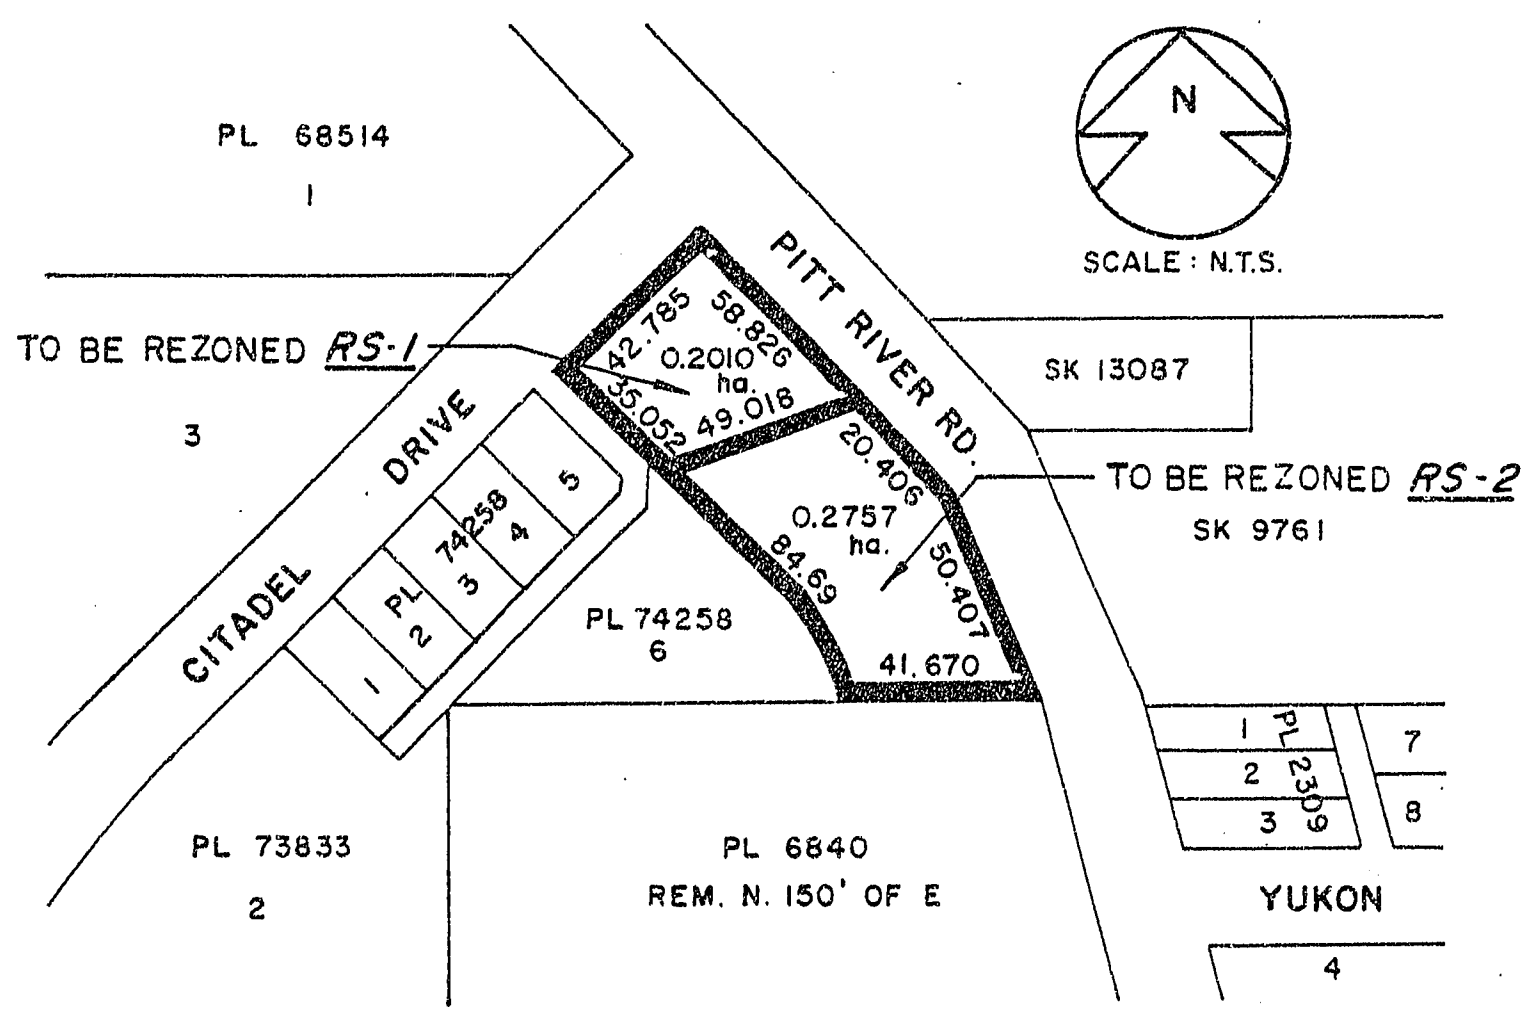 N
SCALE : N.T.S.
PL 68514
1
PITT RIVER RD.
TO BE REZONED RS-1
42.785
58.826
0.2010
ha.
35.052
49.018
SK 13087
3
CITADEL DRIVE
20.406
TO BE REZONED RS-2
SK 9761
0.2757
ha.
84.69
50.407
41.670
PL 74258
1
2
3
4
5
PL 74258
6
PL 73833
2
PL 6840
REM. N. 150' OF E
PL 2309
1
2
3
7
8
YUKON
4